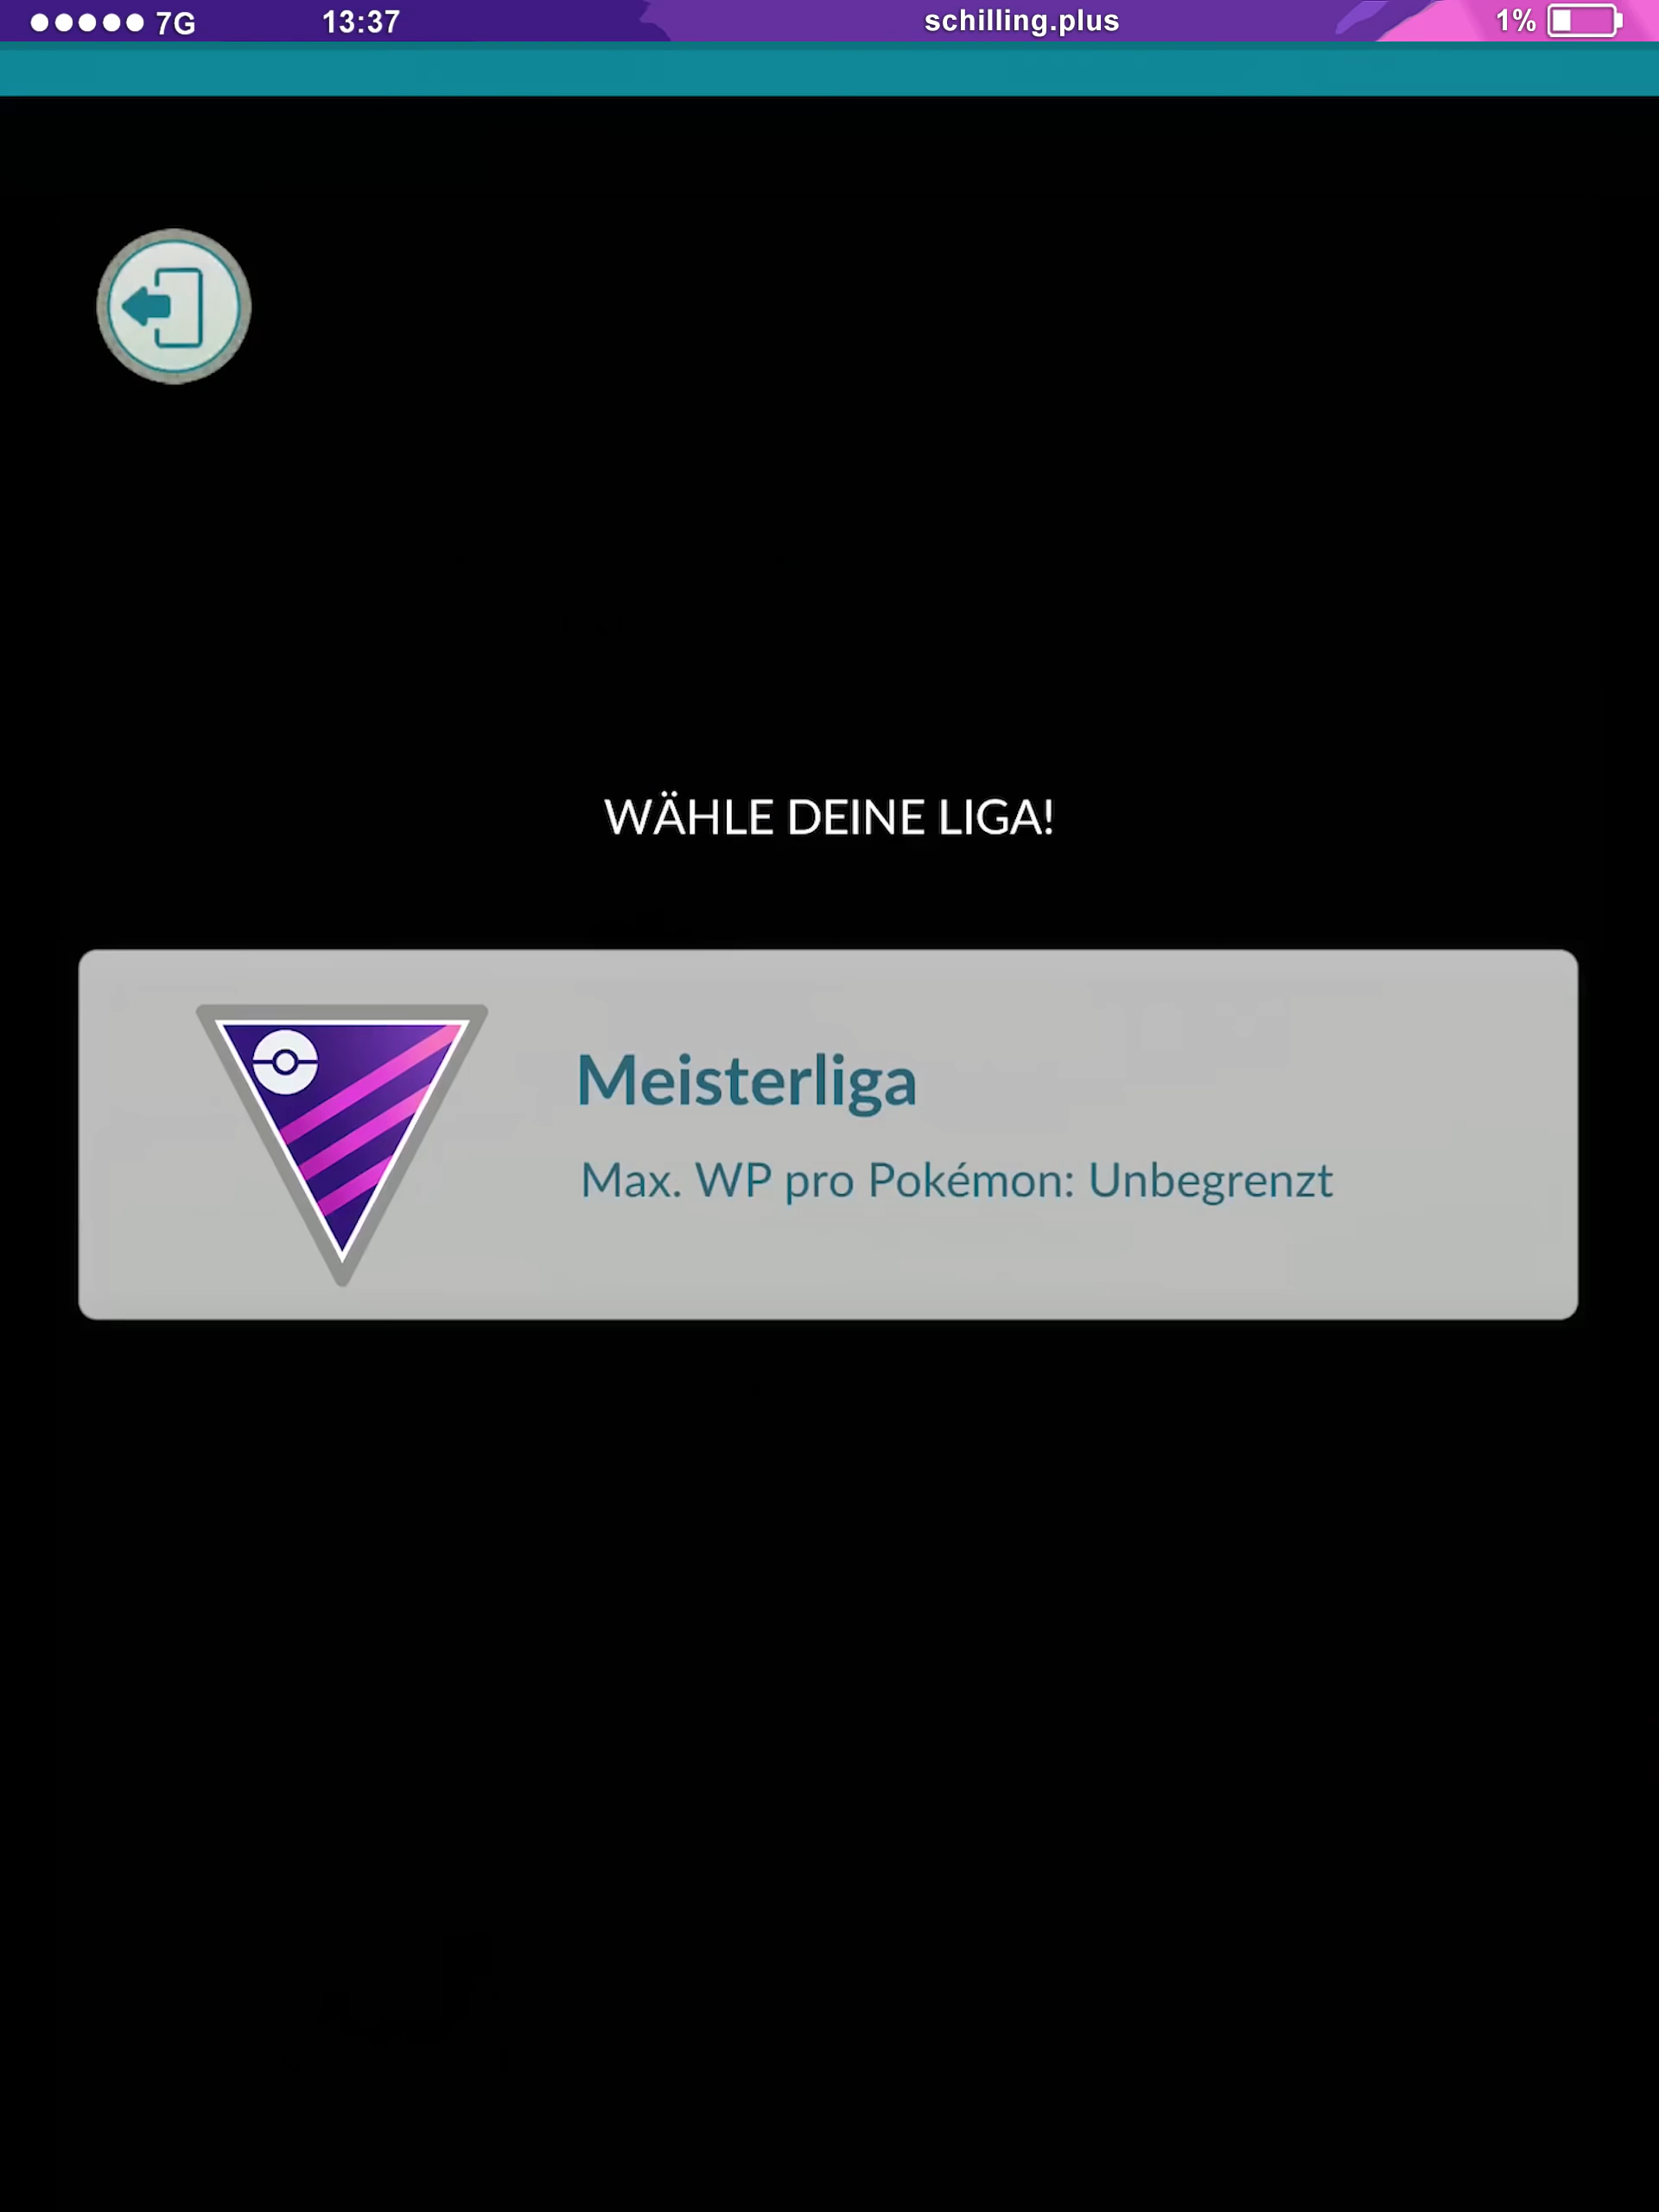 7G 13:37 schilling.plus 1%
WÄHLE DEINE LIGA!
Meisterliga
Max. WP pro Pokémon: Unbegrenzt